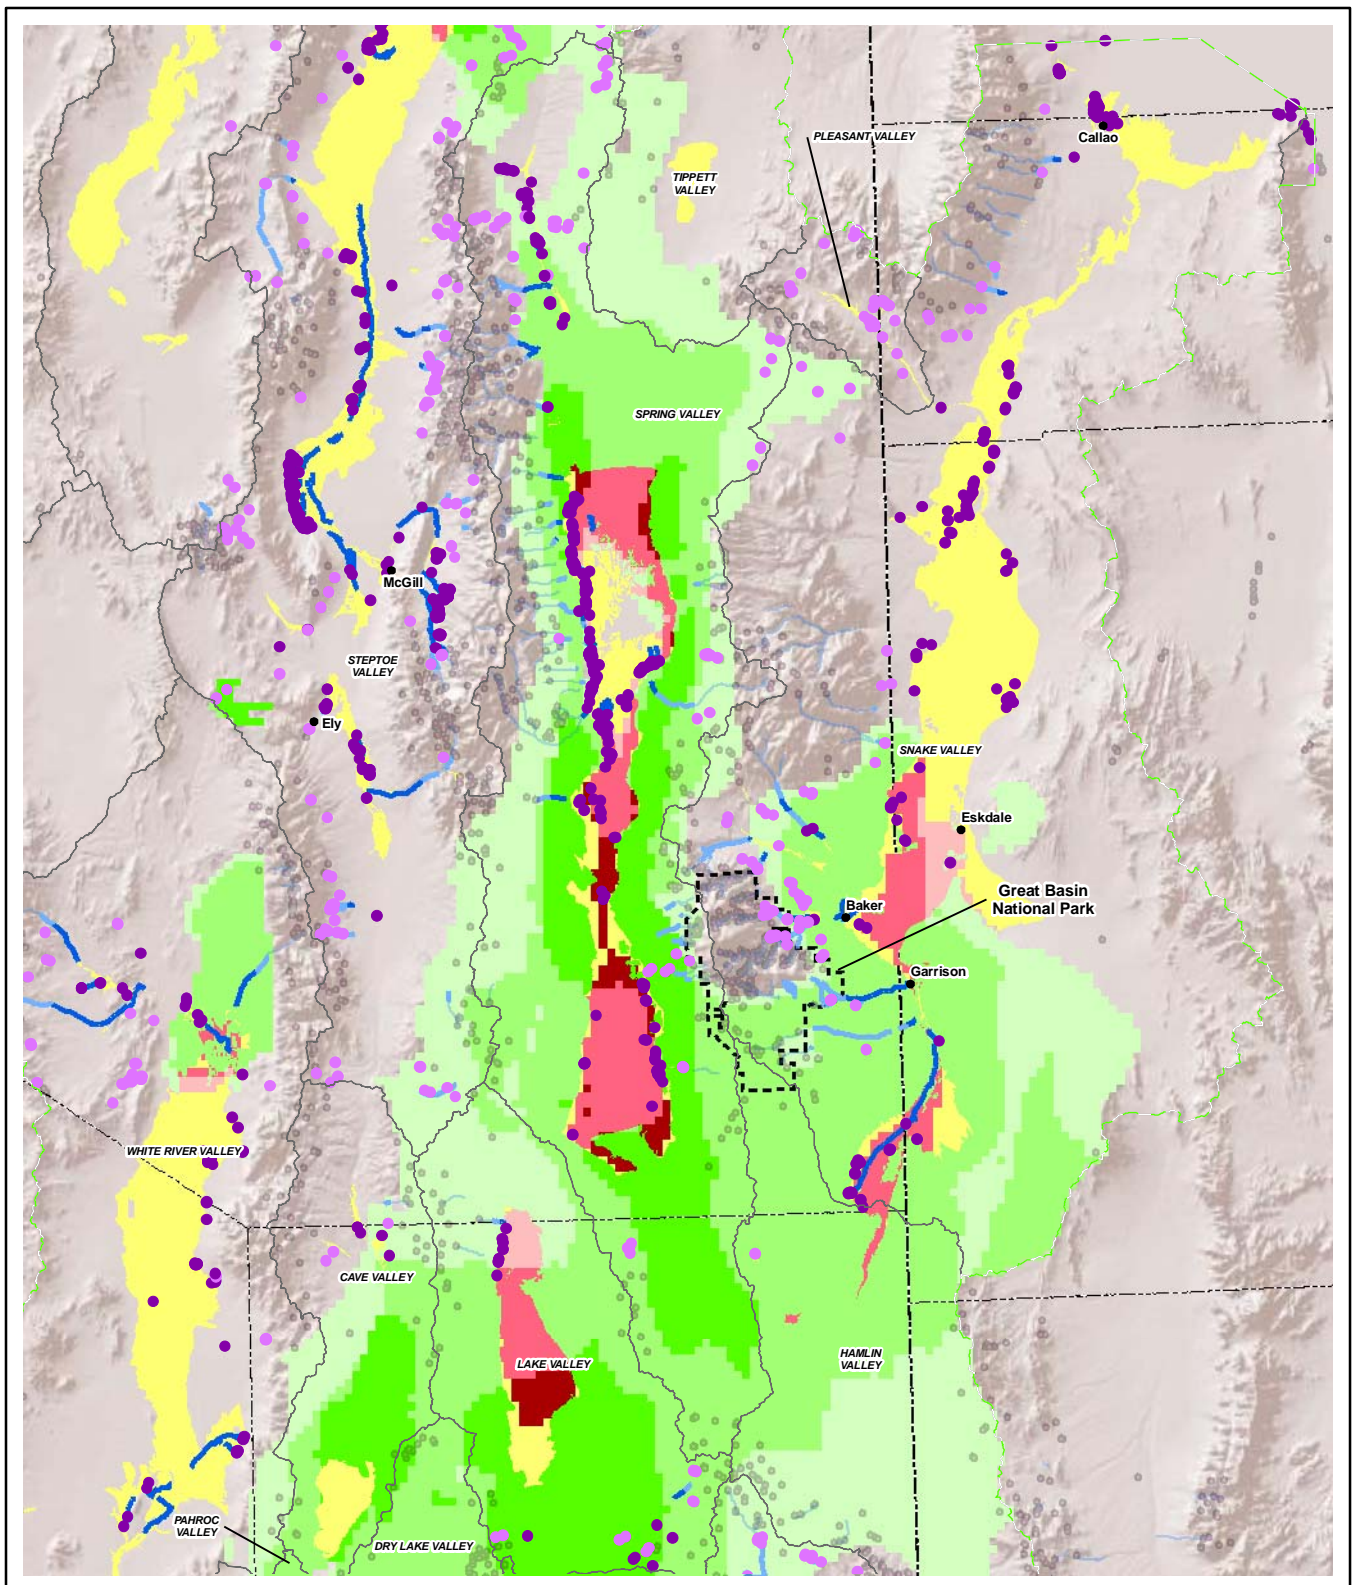 PLEASANT VALLEY
Callao
TIPPETT
VALLEY
SPRING VALLEY
McGill
STEPTOE
VALLEY
Ely
SNAKE VALLEY
Eskdale
Great Basin
National Park
Baker
Garrison
WHITE RIVER VALLEY
CAVE VALLEY
LAKE VALLEY
HAMLIN
VALLEY
PAHROC
VALLEY
DRY LAKE VALLEY